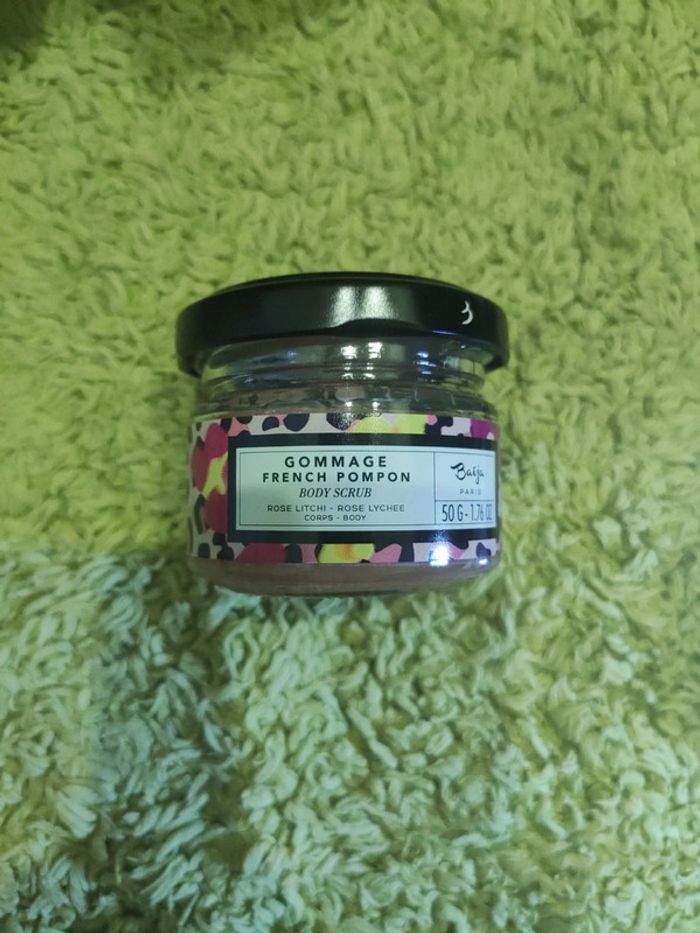 GOMMAGE
FRENCH POMPON
BODY SCRUB
ROSE LITCHI - ROSE LYCHEE
CORPS - BODY
Baïja
PARIS
50 G - 1.76 OZ